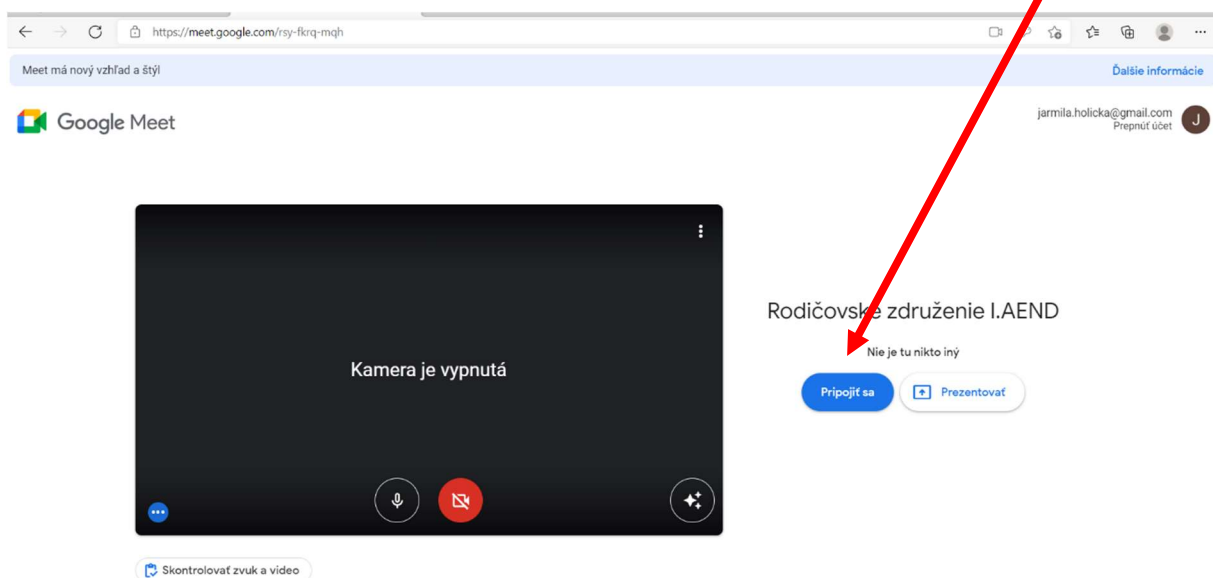 https://meet.google.com/rsy-fkrq-mqh
Meet má nový vzhľad a štýl
Ďalšie informácie
Google Meet
jarmila.holicka@gmail.com
Prepnúť účet
J
Kamera je vypnutá
Rodičovské združenie I.AEND
Nie je tu nikto iný
Pripojiť sa
Prezentovať
Skontrolovať zvuk a video